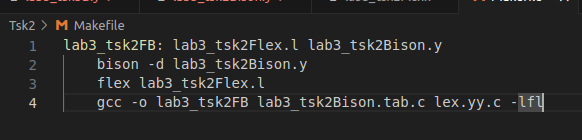 Tsk2 > Makefile
1 lab3_tsk2FB: lab3_tsk2Flex.l lab3_tsk2Bison.y
2 bison -d lab3_tsk2Bison.y
3 flex lab3_tsk2Flex.l
4 gcc -o lab3_tsk2FB lab3_tsk2Bison.tab.c lex.yy.c -lfl